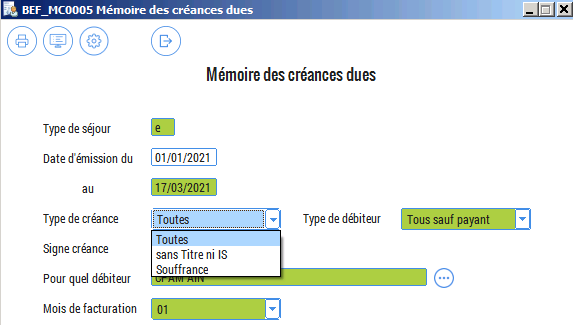 BEF_MC0005 Mémoire des créances dues
Mémoire des créances dues
Type de séjour e
Date d'émission du 01/01/2021
au 17/03/2021
Type de créance Toutes Type de débiteur Tous sauf payant
Toutes
Signe créance sans Titre ni IS
Souffrance
Pour quel débiteur CPAM AIN
Mois de facturation 01